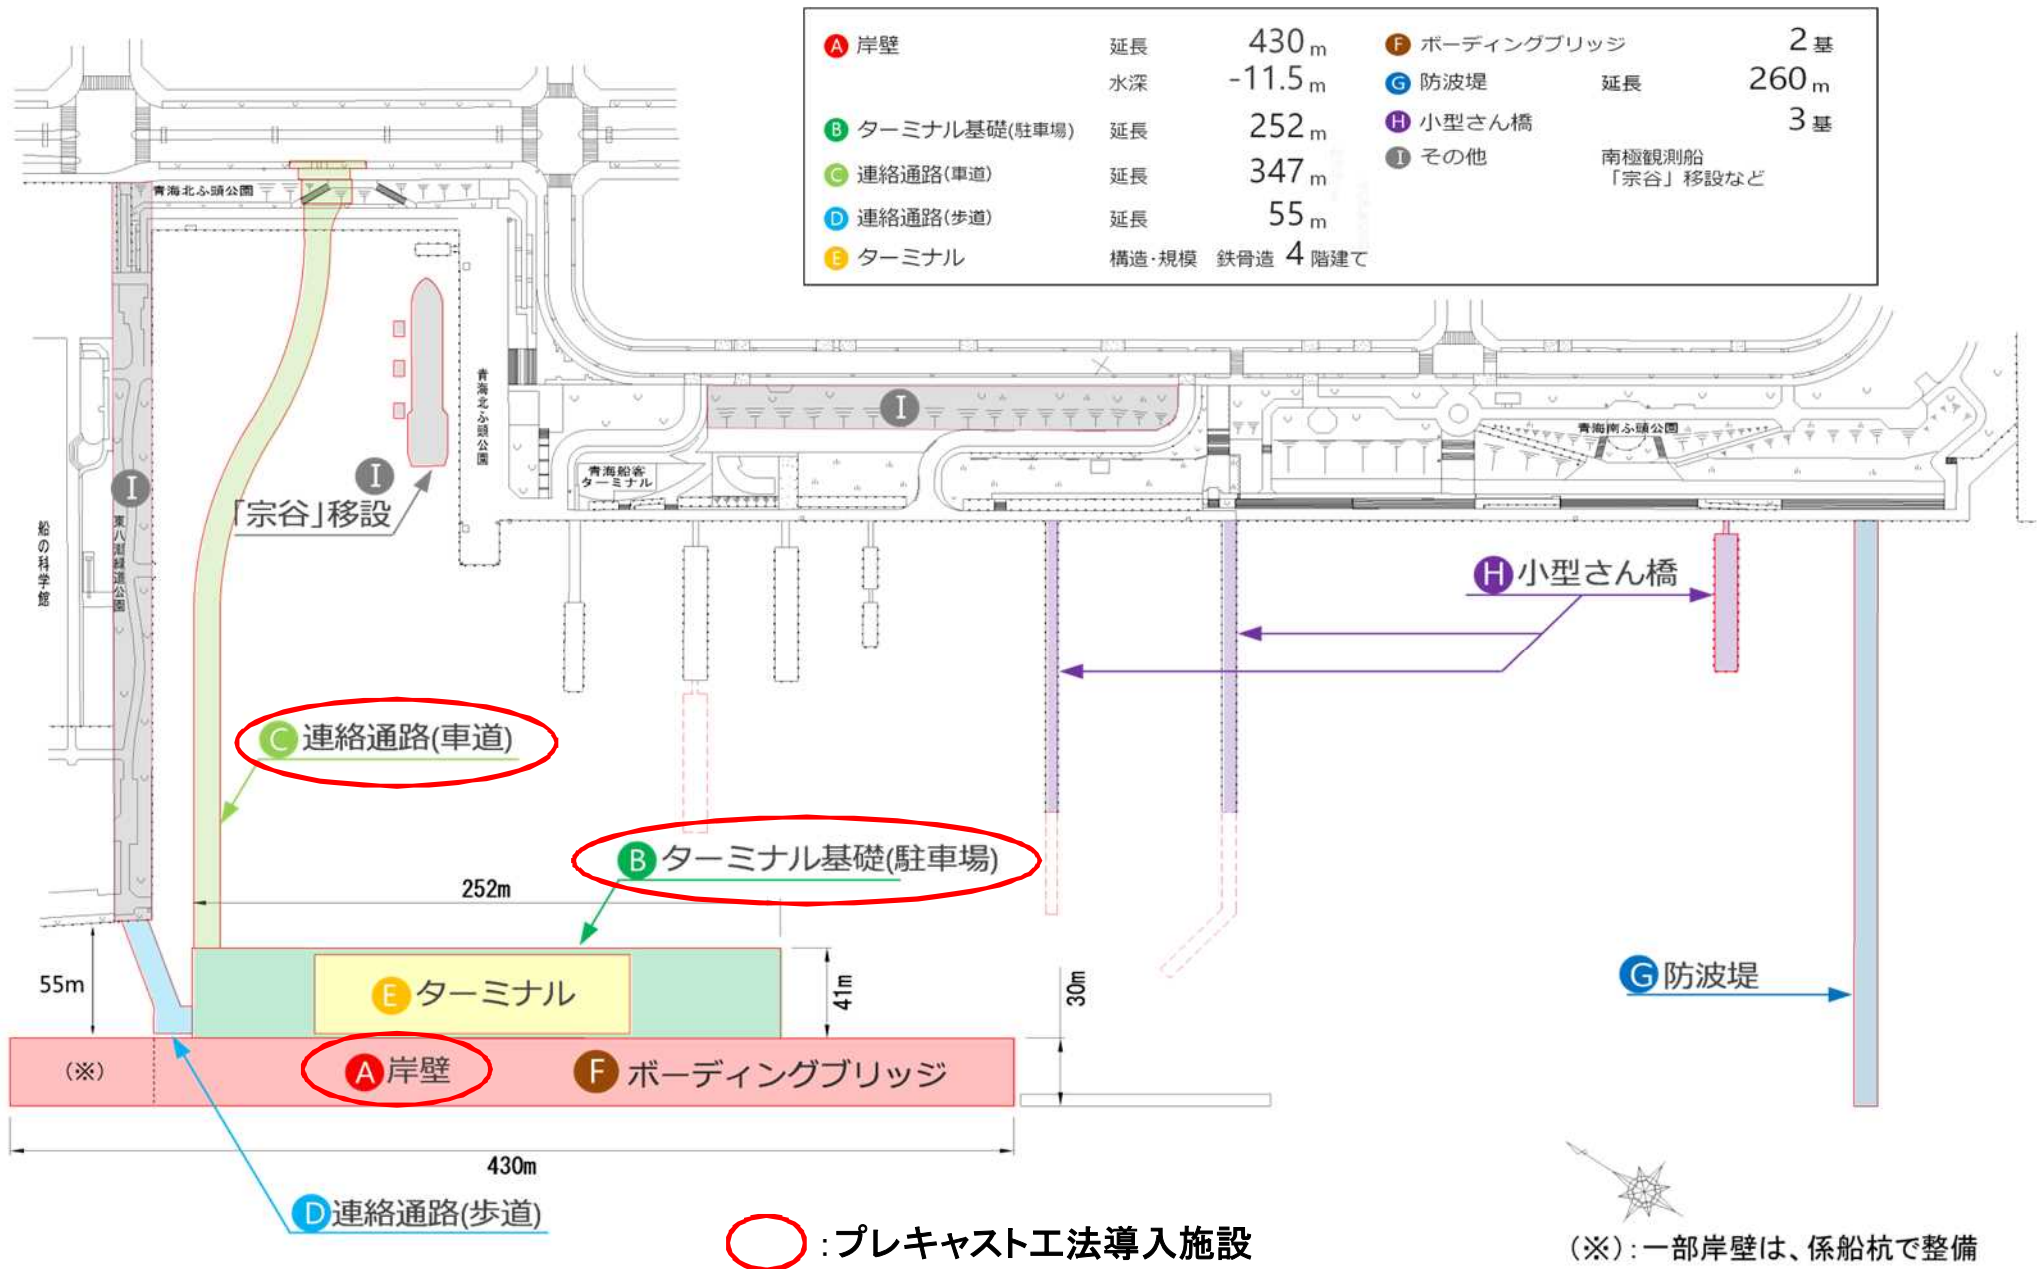 A 岸壁 延長 430 m
水深 -11.5 m
B ターミナル基礎(駐車場) 延長 252 m
C 連絡通路(車道) 延長 347 m
D 連絡通路(歩道) 延長 55 m
E ターミナル 構造・規模 鉄骨造 4 階建て
F ボーディングブリッジ 2 基
G 防波堤 延長 260 m
H 小型さん橋 3 基
I その他 南極観測船
「宗谷」移設など
青海北ふ頭公園
青海北ふ頭公園
I
青海南ふ頭公園
青海船客
ターミナル
I
I
「宗谷」移設
東八潮緑道公園
船の科学館
H 小型さん橋
C 連絡通路(車道)
B ターミナル基礎(駐車場)
252m
G 防波堤
55m
E ターミナル
41m
30m
(※)
A 岸壁
F ボーディングブリッジ
430m
D 連絡通路(歩道)
:プレキャスト工法導入施設
(※):一部岸壁は、係船杭で整備